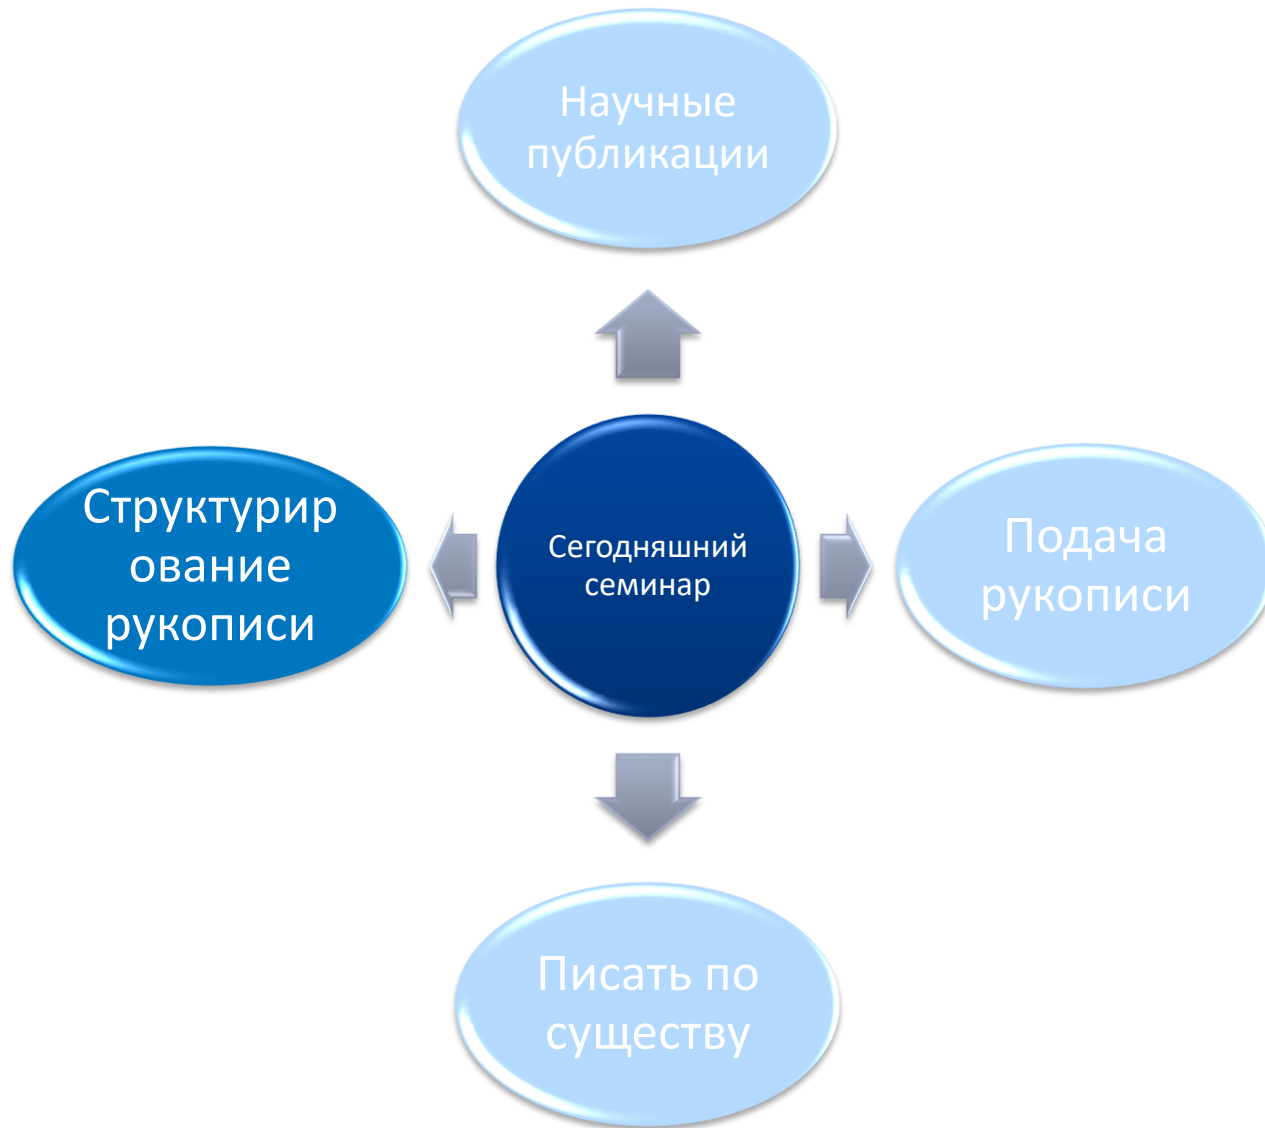 Научные
публикации
Структурир
ование
рукописи
Сегодняшний
семинар
Подача
рукописи
Писать по
существу